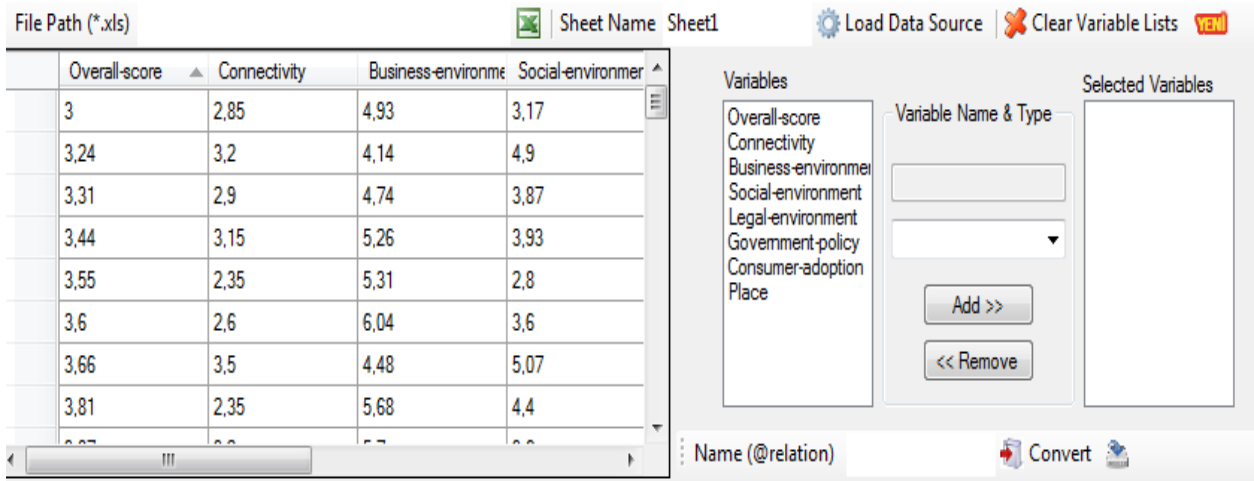 File Path (*.xls) Sheet Name Sheet1 Load Data Source Clear Variable Lists YENİ
Overall-score Connectivity Business-environme Social-environmer
3 2,85 4,93 3,17
3,24 3,2 4,14 4,9
3,31 2,9 4,74 3,87
3,44 3,15 5,26 3,93
3,55 2,35 5,31 2,8
3,6 2,6 6,04 3,6
3,66 3,5 4,48 5,07
3,81 2,35 5,68 4,4
Variables
Overall-score
Connectivity
Business-environmer
Social-environment
Legal-environment
Government-policy
Consumer-adoption
Place
Variable Name & Type
Add >>
<< Remove
Selected Variables
Name (@relation) Convert